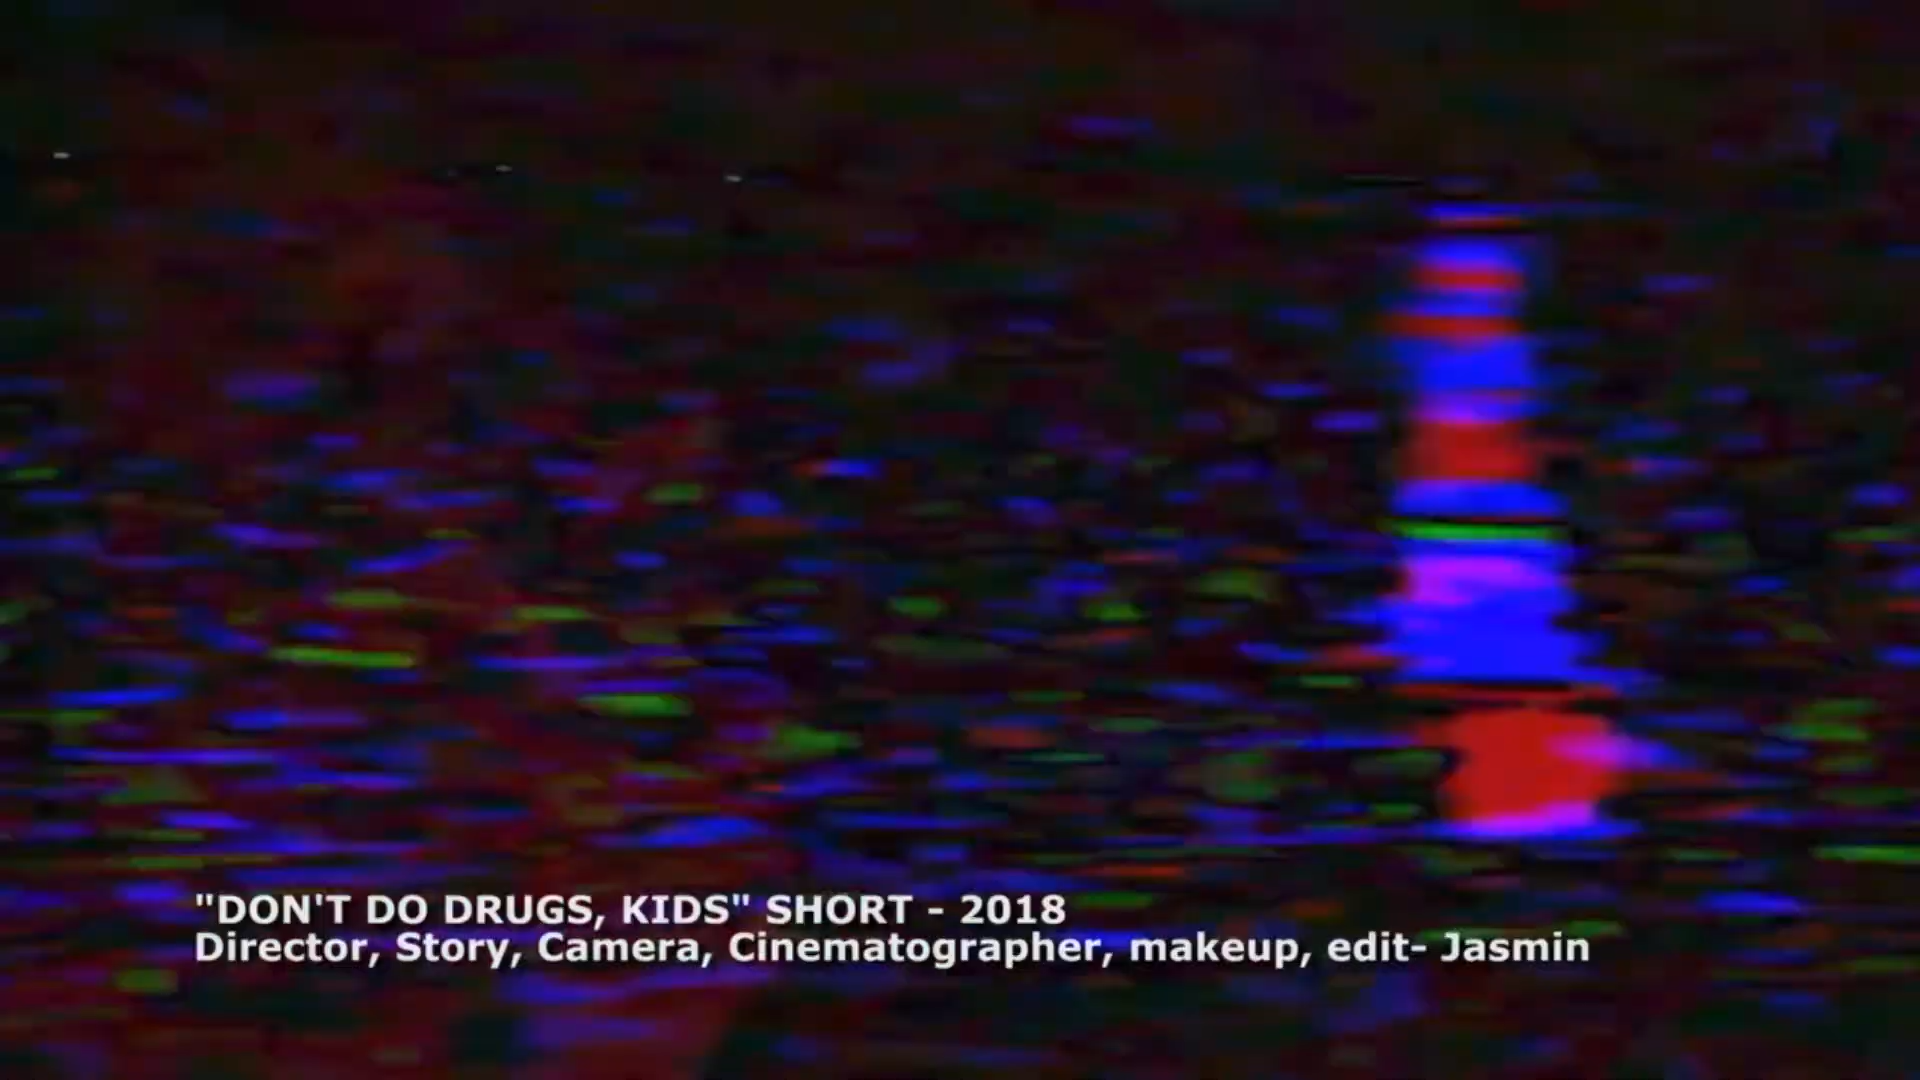 "DON'T DO DRUGS, KIDS" SHORT - 2018
Director, Story, Camera, Cinematographer, makeup, edit- Jasmin